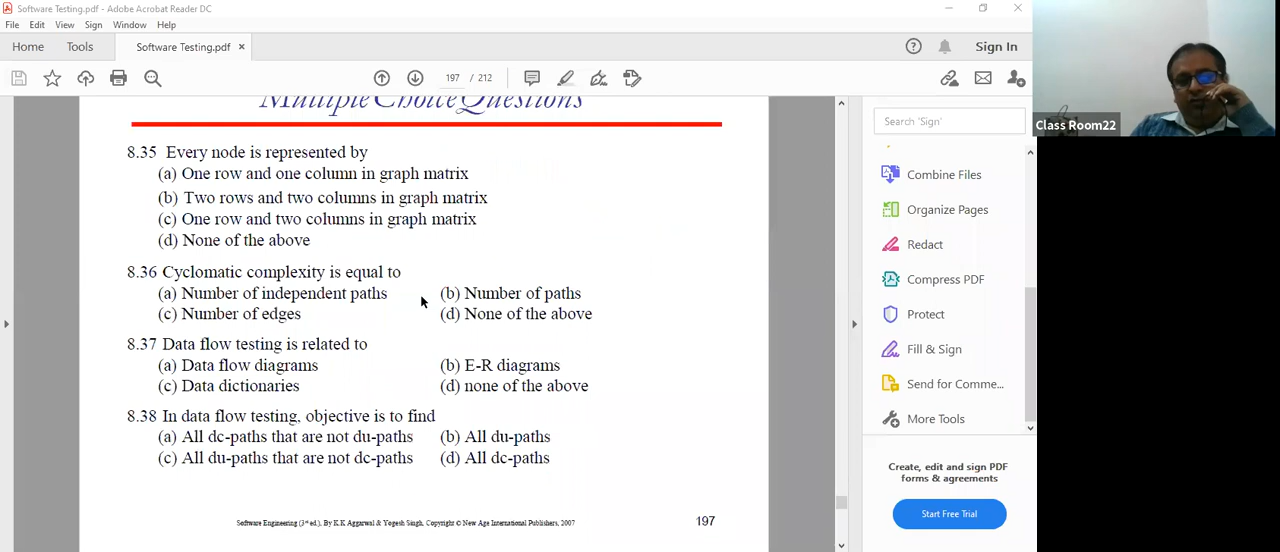 Software Testing.pdf - Adobe Acrobat Reader DC
File Edit View Sign Window Help
Home Tools Software Testing.pdf × Sign In
197 / 212
Multiple Choice Questions
8.35 Every node is represented by
(a) One row and one column in graph matrix
(b) Two rows and two columns in graph matrix
(c) One row and two columns in graph matrix
(d) None of the above
8.36 Cyclomatic complexity is equal to
(a) Number of independent paths (b) Number of paths
(c) Number of edges (d) None of the above
8.37 Data flow testing is related to
(a) Data flow diagrams (b) E-R diagrams
(c) Data dictionaries (d) none of the above
8.38 In data flow testing, objective is to find
(a) All dc-paths that are not du-paths (b) All du-paths
(c) All du-paths that are not dc-paths (d) All dc-paths
Software Engineering (3rd ed.), By K.K Aggarwal & Yogesh Singh, Copyright © New Age International Publishers, 2007
197
Search 'Sign'
Combine Files
Organize Pages
Redact
Compress PDF
Protect
Fill & Sign
Send for Comme...
More Tools
Create, edit and sign PDF
forms & agreements
Start Free Trial
Class Room22